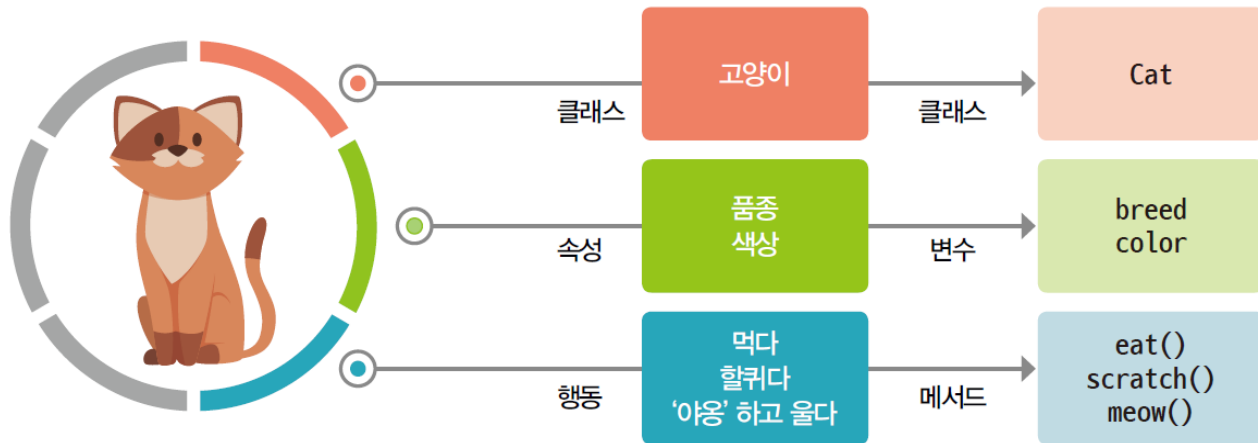 클래스
고양이
클래스
Cat
속성
품종
색상
변수
breed
color
행동
먹다
할퀴다
‘야옹’ 하고 울다
메서드
eat()
scratch()
meow()